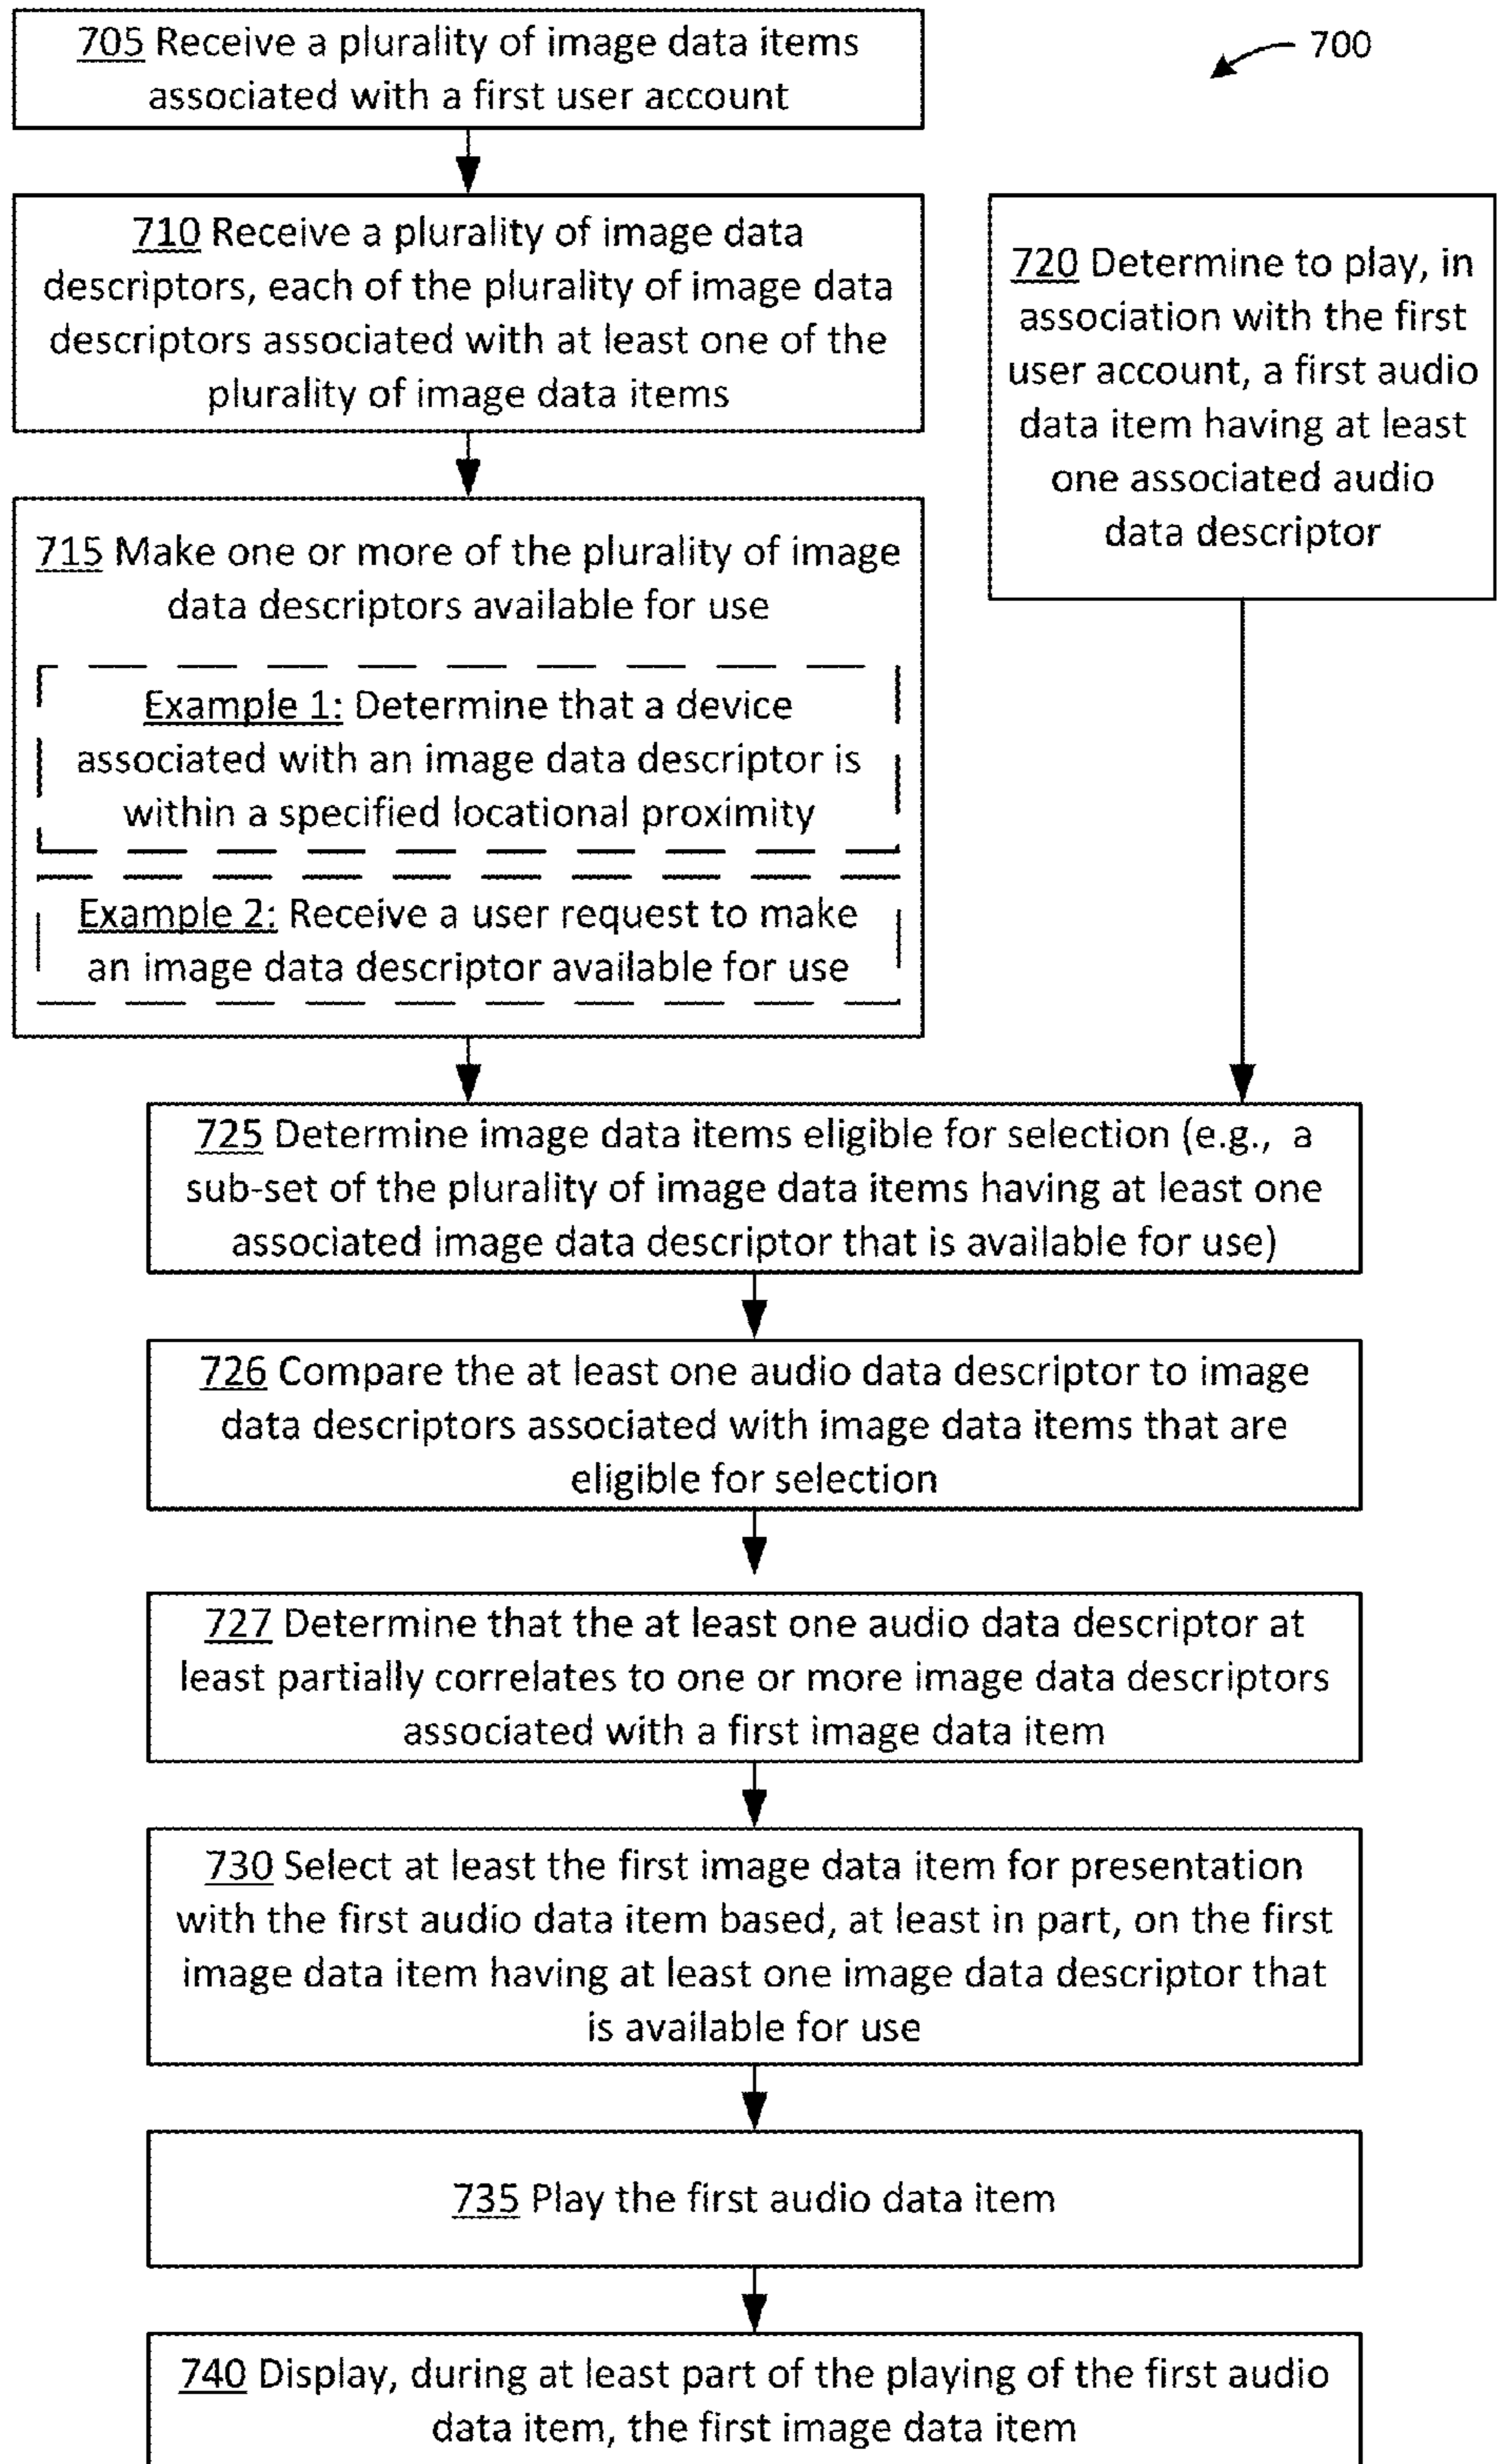 705 Receive a plurality of image data items
associated with a first user account
700
710 Receive a plurality of image data
descriptors, each of the plurality of image data
descriptors associated with at least one of the
plurality of image data items
720 Determine to play, in
association with the first
user account, a first audio
data item having at least
one associated audio
data descriptor
715 Make one or more of the plurality of image
data descriptors available for use
Example 1: Determine that a device
associated with an image data descriptor is
within a specified locational proximity
Example 2: Receive a user request to make
an image data descriptor available for use
725 Determine image data items eligible for selection (e.g., a
sub-set of the plurality of image data items having at least one
associated image data descriptor that is available for use)
726 Compare the at least one audio data descriptor to image
data descriptors associated with image data items that are
eligible for selection
727 Determine that the at least one audio data descriptor at
least partially correlates to one or more image data descriptors
associated with a first image data item
730 Select at least the first image data item for presentation
with the first audio data item based, at least in part, on the first
image data item having at least one image data descriptor that
is available for use
735 Play the first audio data item
740 Display, during at least part of the playing of the first audio
data item, the first image data item